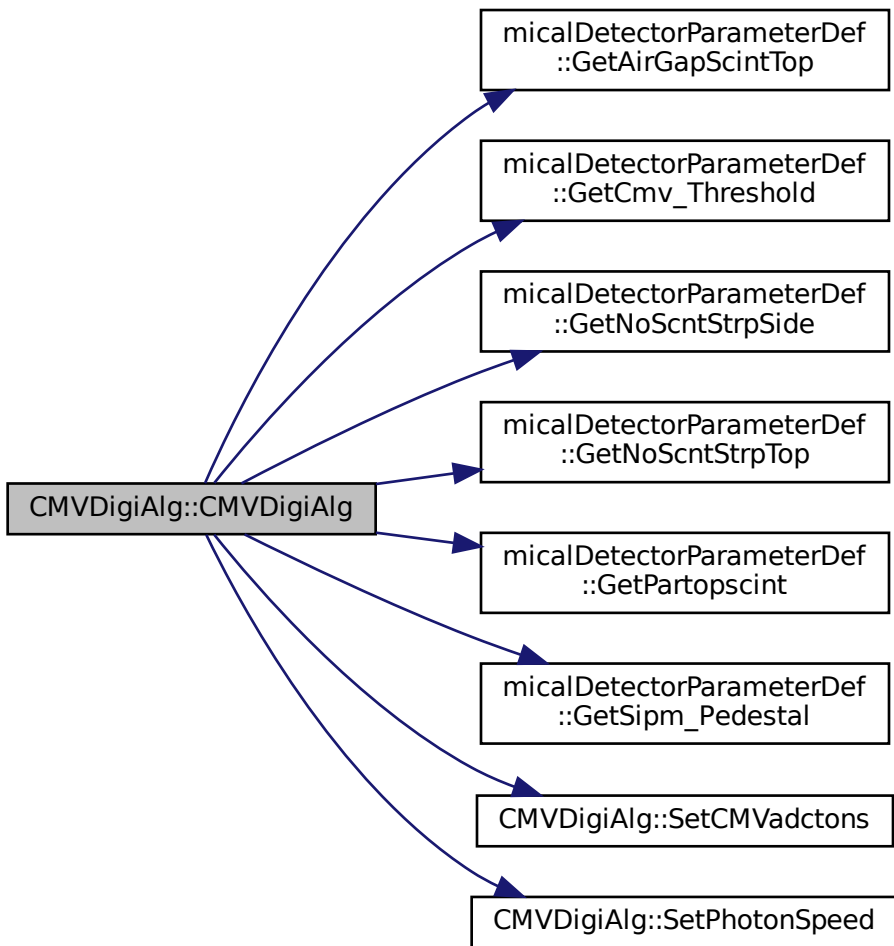 micalDetectorParameterDef
::GetAirGapScintTop
micalDetectorParameterDef
::GetCmv_Threshold
micalDetectorParameterDef
::GetNoScntStrpSide
micalDetectorParameterDef
::GetNoScntStrpTop
CMVDigiAlg::CMVDigiAlg
micalDetectorParameterDef
::GetPartopscint
micalDetectorParameterDef
::GetSipm_Pedestal
CMVDigiAlg::SetCMVadctons
CMVDigiAlg::SetPhotonSpeed